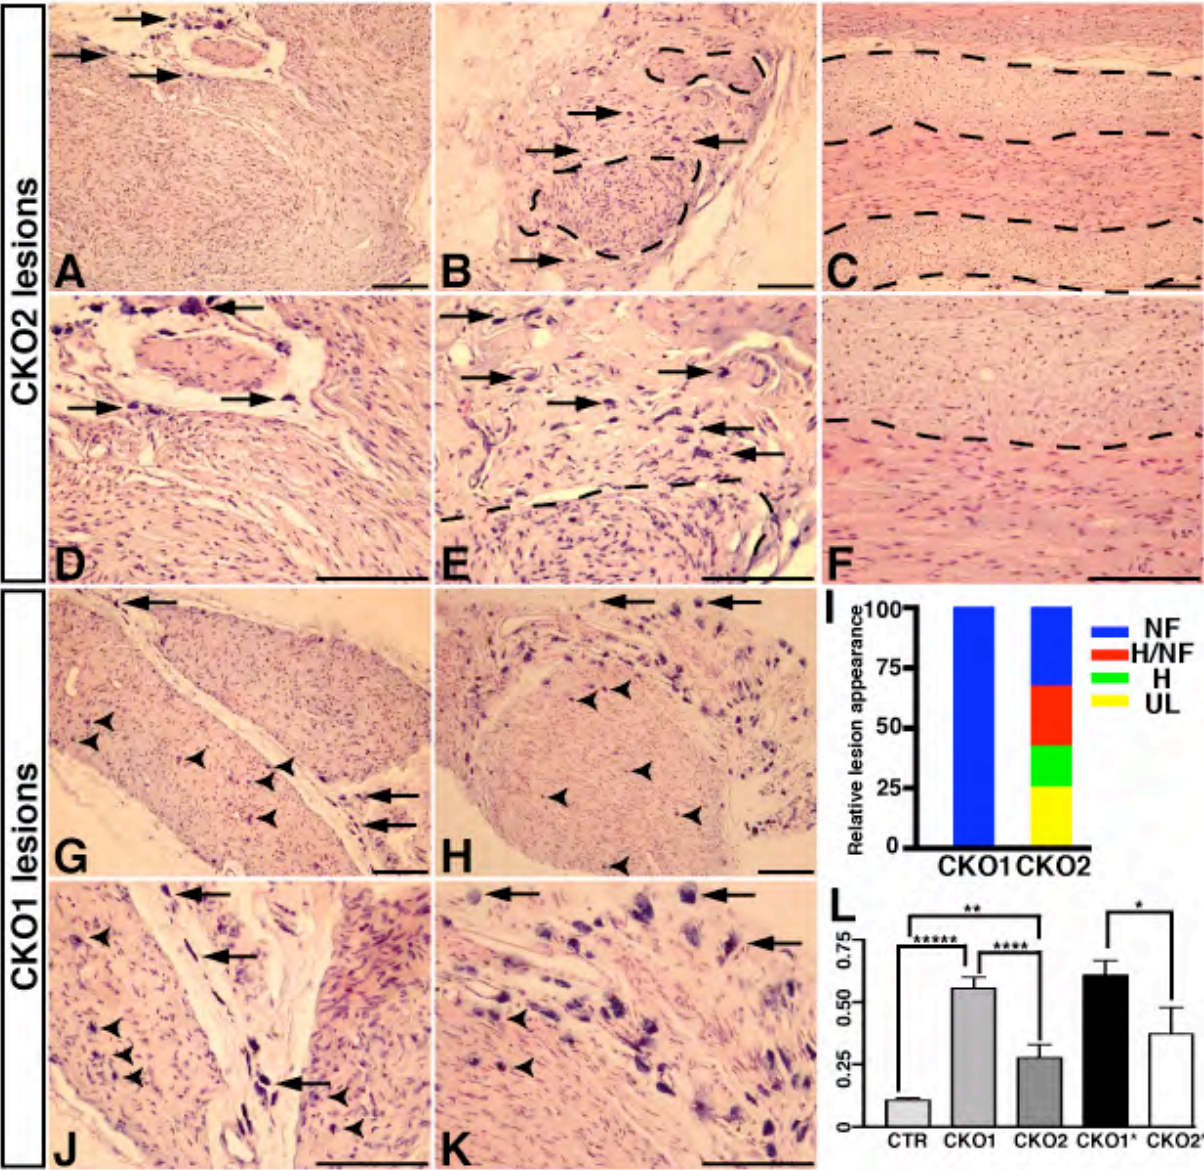 CKO2 lesions
A
B
C
D
E
F
CKO1 lesions
G
H
J
K
I
Relative lesion appearance
100
75
50
25
0
CKO1 CKO2
NF
H/NF
H
UL
L
0.75
0.50
0.25
0
**
*****
****
*
CTR CKO1 CKO2 CKO1* CKO2*